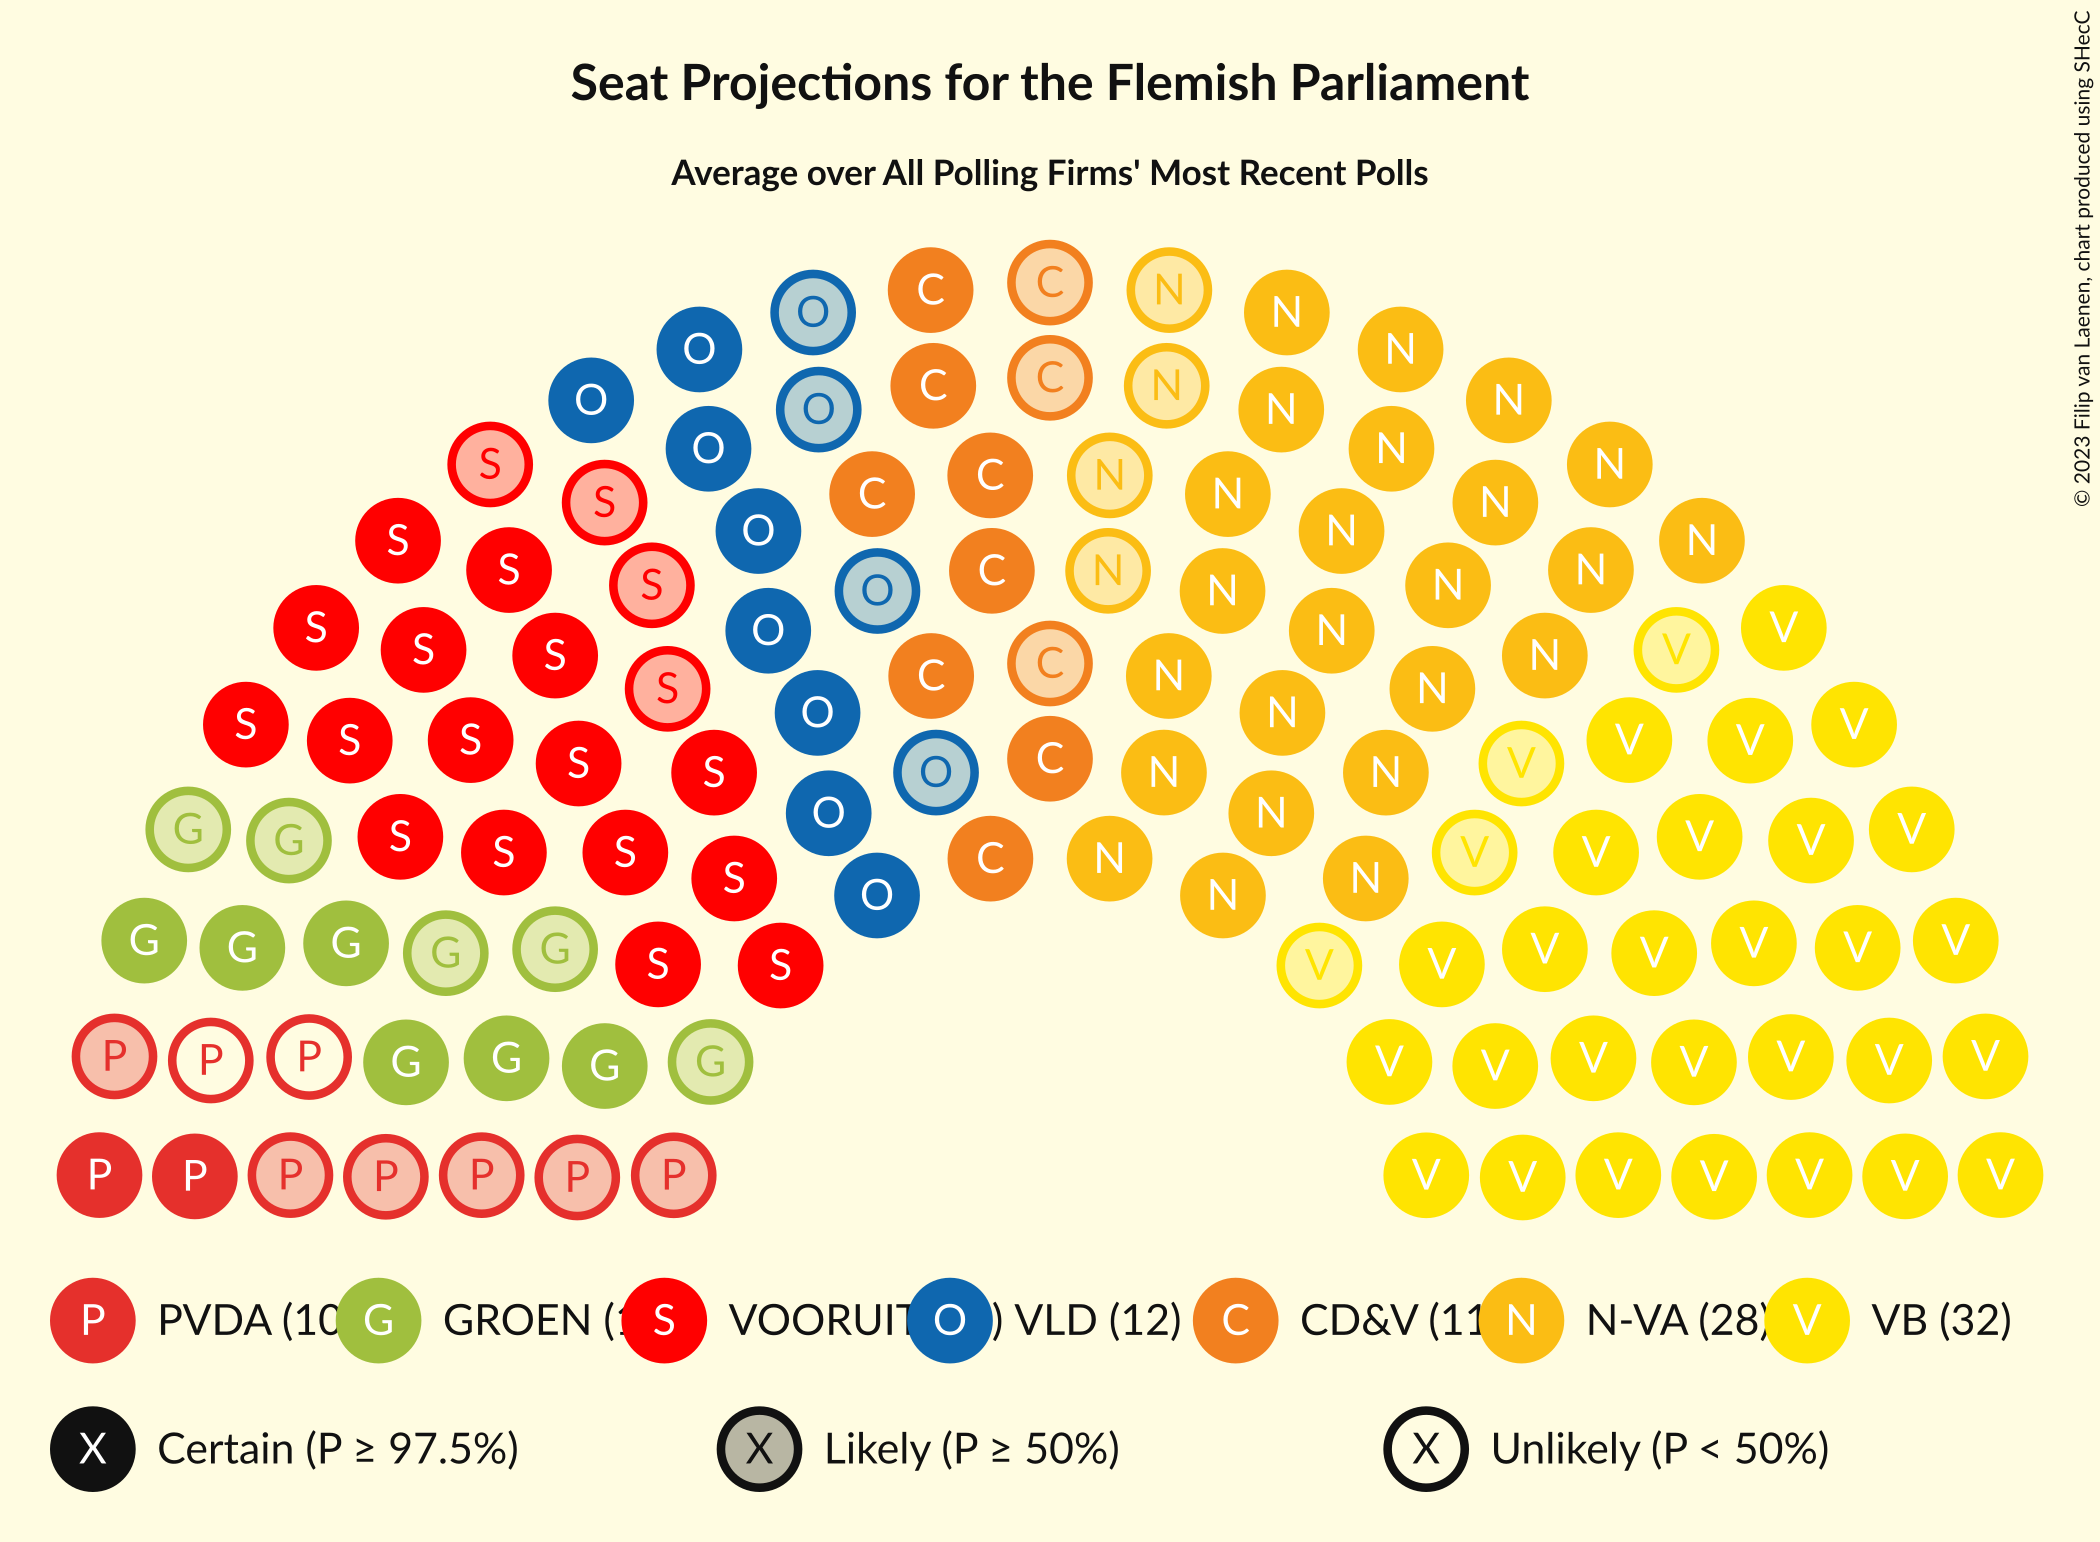 Seat Projections for the Flemish Parliament
Average over All Polling Firms' Most Recent Polls
© 2023 Filip van Laenen, chart produced using SHecC
O C C N N
O O O C C N N N N
S S O C C N N N N N
S S S O O C N N N N N N
S S S S O C C N N N N V V
S S S S S O O C N N N V V V V
G G S S S S O O C N N N N V V V V V
G G G G G S S V V V V V V V
P P P G G G G V V V V V V V
P P P P P P P V V V V V V V
P PVDA (10 G GROEN (1 S VOORUIT O ) VLD (12) C CD&V (11 N N-VA (28) V VB (32)
X Certain (P ≥ 97.5%) X Likely (P ≥ 50%) X Unlikely (P < 50%)